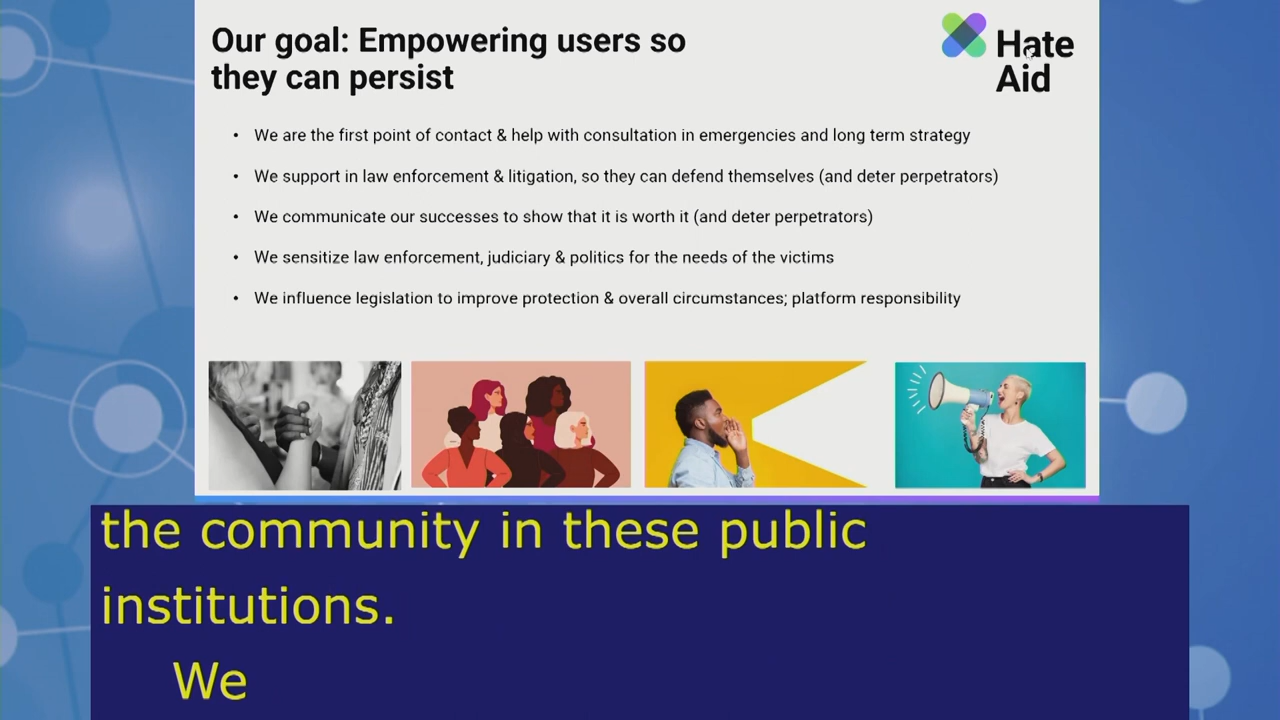 Our goal: Empowering users so
they can persist
Hate
Aid
• We are the first point of contact & help with consultation in emergencies and long term strategy
• We support in law enforcement & litigation, so they can defend themselves (and deter perpetrators)
• We communicate our successes to show that it is worth it (and deter perpetrators)
• We sensitize law enforcement, judiciary & politics for the needs of the victims
• We influence legislation to improve protection & overall circumstances; platform responsibility
the community in these public
institutions.
We